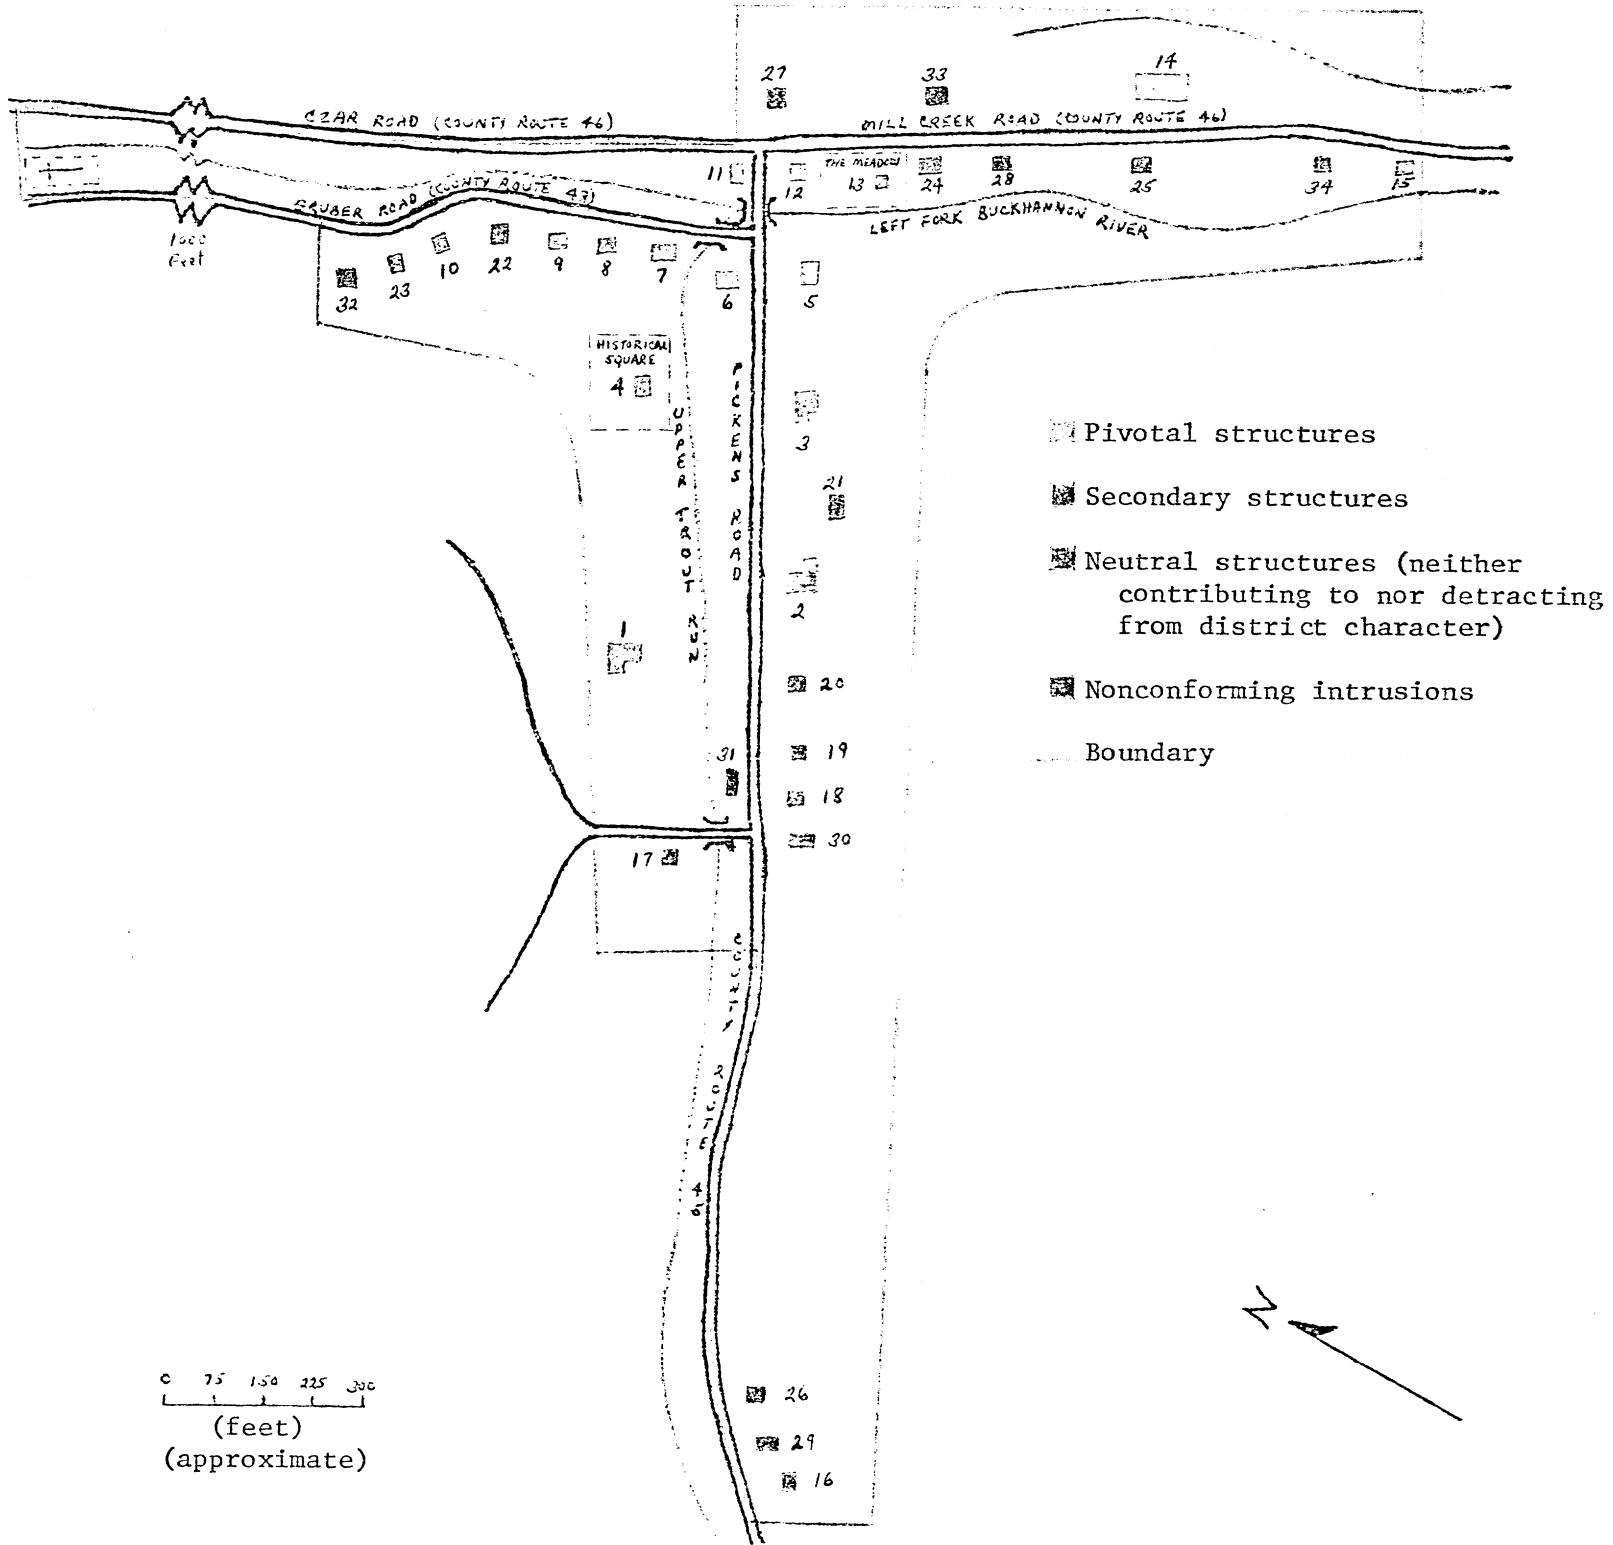 27
33
14
CZAR ROAD (COUNTY ROUTE 46)
MILL CREEK ROAD (COUNTY ROUTE 46)
11
12
THE MEADOW
13
24
28
25
34
15
GRUBER ROAD (COUNTY ROUTE 43)
LEFT FORK BUCKHANNON RIVER
1000
Feet
32
23
10
22
9
8
7
6
5
HISTORICAL
SQUARE
4
PICKENS ROAD
UPPER TROUT RUN
3
21
2
1
20
19
31
18
30
17
COUNTY ROUTE 46
26
29
16
Pivotal structures
Secondary structures
Neutral structures (neither
contributing to nor detracting
from district character)
Nonconforming intrusions
Boundary
N
0 75 150 225 300
(feet)
(approximate)